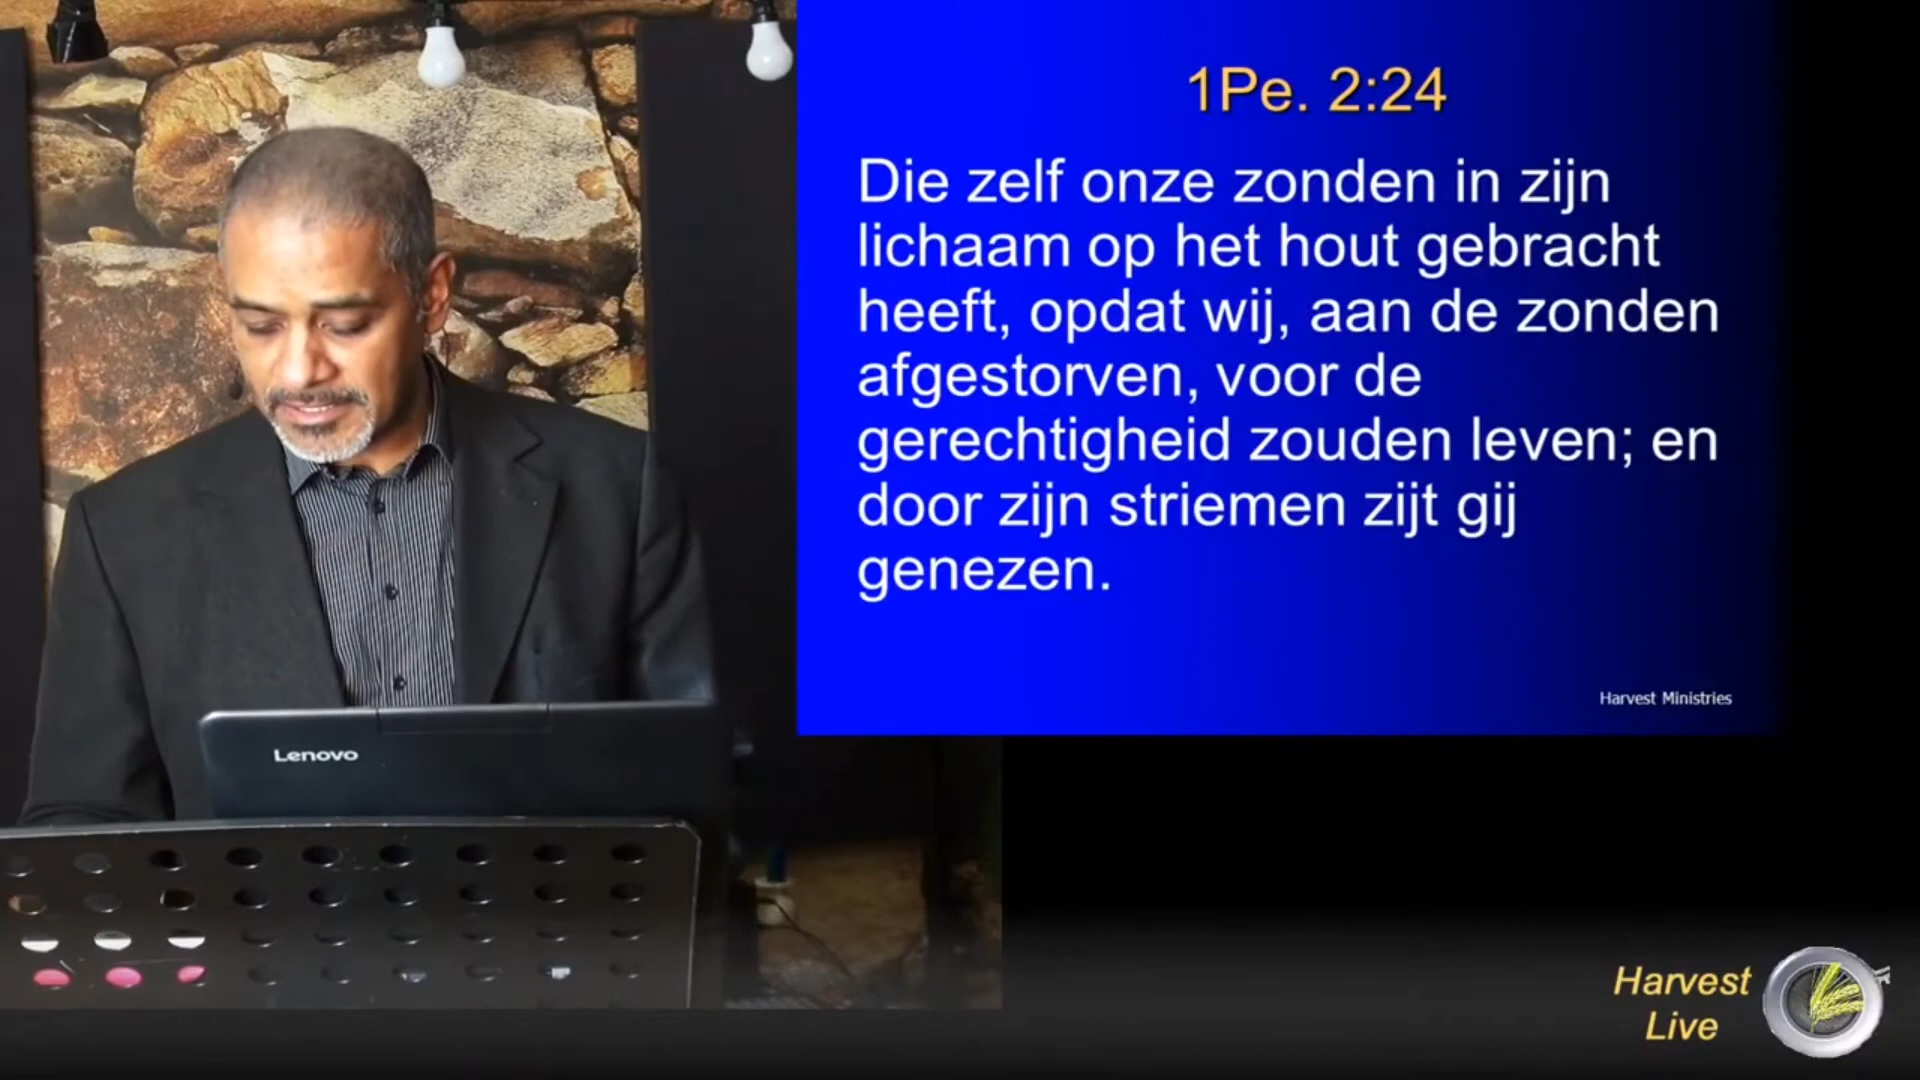 1Pe. 2:24
Die zelf onze zonden in zijn
lichaam op het hout gebracht
heeft, opdat wij, aan de zonden
afgestorven, voor de
gerechtigheid zouden leven; en
door zijn striemen zijt gij
genezen.
Harvest Ministries
Lenovo
Harvest
Live